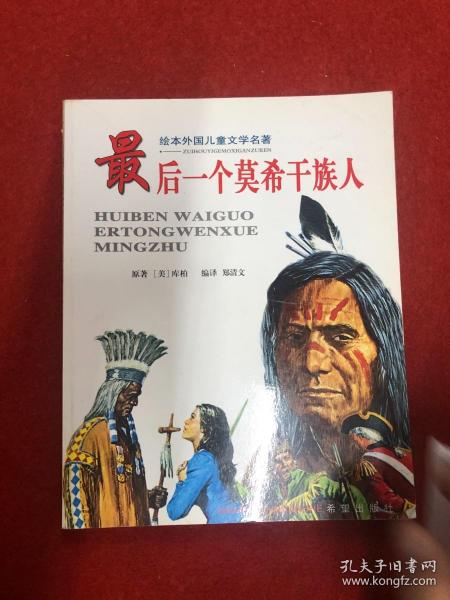 绘本外国儿童文学名著
ZUIHOUYIGEMOXIGANZUREN
最后一个莫希干族人
HUIBEN WAIGUO
ERTONGWENXUE
MINGZHU
原著 [美] 库柏 编译 郑清文
希望出版社
孔夫子旧书网
www.kongfz.com